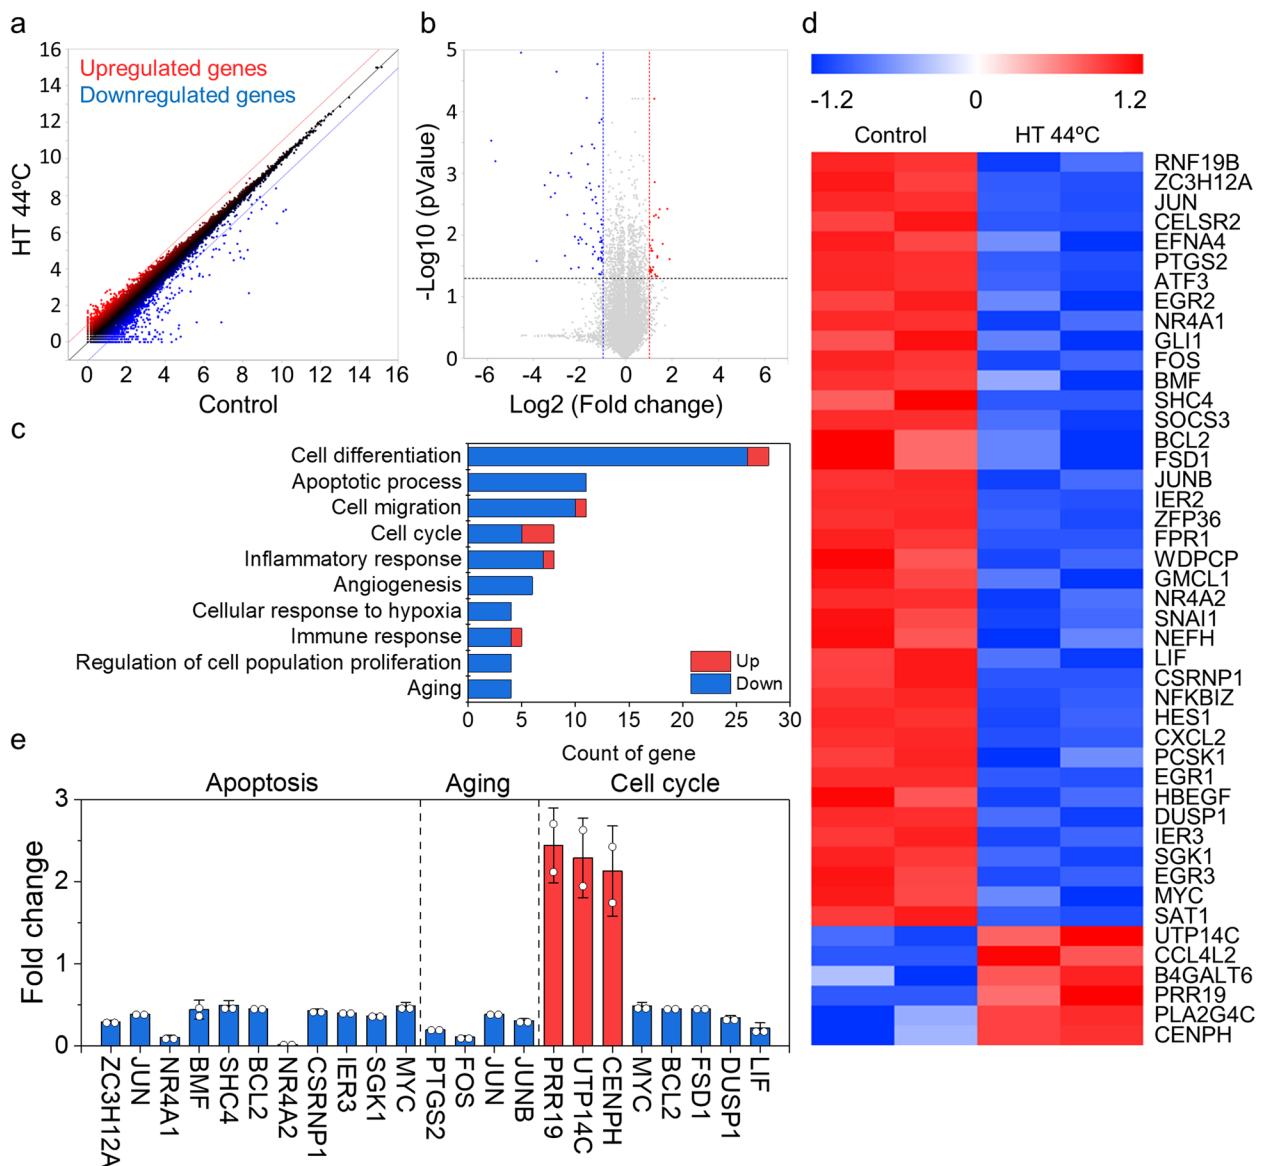 a
16
14
12
10
8
6
4
2
0
HT 44ºC
Upregulated genes
Downregulated genes
0 2 4 6 8 10 12 14 16
Control
b
5
4
3
2
1
0
-Log10 (pValue)
-6 -4 -2 0 2 4 6
Log2 (Fold change)
c
Cell differentiation
Apoptotic process
Cell migration
Cell cycle
Inflammatory response
Angiogenesis
Cellular response to hypoxia
Immune response
Regulation of cell population proliferation
Aging
Up
Down
0 5 10 15 20 25 30
Count of gene
d
-1.2 0 1.2
Control HT 44ºC
RNF19B
ZC3H12A
JUN
CELSR2
EFNA4
PTGS2
ATF3
EGR2
NR4A1
GLI1
FOS
BMF
SHC4
SOCS3
BCL2
FSD1
JUNB
IER2
ZFP36
FPR1
WDPCP
GMCL1
NR4A2
SNAI1
NEFH
LIF
CSRNP1
NFKBIZ
HES1
CXCL2
PCSK1
EGR1
HBEGF
DUSP1
IER3
SGK1
EGR3
MYC
SAT1
UTP14C
CCL4L2
B4GALT6
PRR19
PLA2G4C
CENPH
e
Apoptosis Aging Cell cycle
3
2
1
0
Fold change
ZC3H12A
JUN
NR4A1
BMF
SHC4
BCL2
NR4A2
CSRNP1
IER3
SGK1
MYC
PTGS2
FOS
JUN
JUNB
PRR19
UTP14C
CENPH
MYC
BCL2
FSD1
DUSP1
LIF